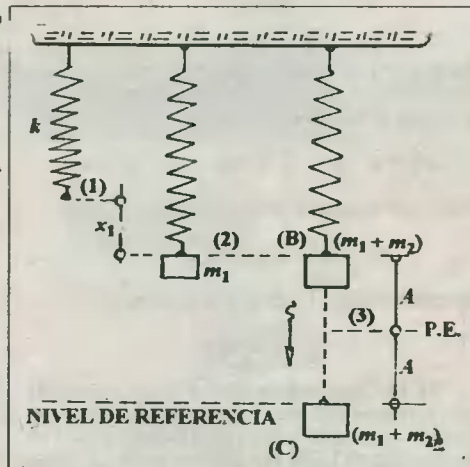 k
(1)
x₁
(2) (B) (m₁ + m₂)
m₁
A
(3) P.E.
A
NIVEL DE REFERENCIA
(m₁ + m₂)
(C)